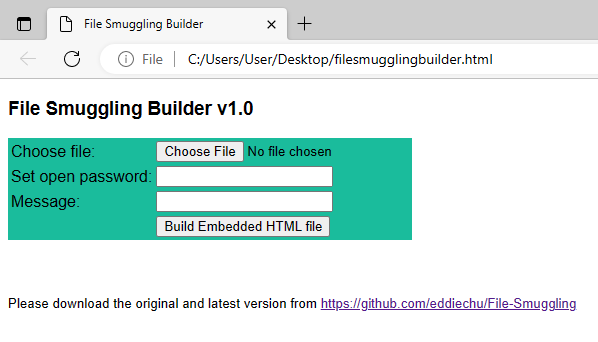 File Smuggling Builder
File C:/Users/User/Desktop/filesmugglingbuilder.html
File Smuggling Builder v1.0
Choose file: Choose File No file chosen
Set open password:
Message:
Build Embedded HTML file
Please download the original and latest version from https://github.com/eddiechu/File-Smuggling